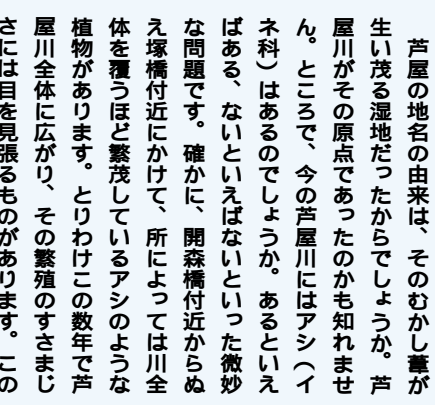 芦屋の地名の由来は、そのむかし葦が
生い茂る湿地だったからでしょうか。芦
屋川がその原点であったのかも知れませ
ん。ところで、今の芦屋川にはアシ（イ
ネ科）はあるのでしょうか。あるといえ
ばある、ないといえばないといった微妙
な問題です。確かに、開森橋付近からぬ
え塚橋付近にかけて、所によっては川全
体を覆うほど繁茂しているアシのような
植物があります。とりわけこの数年で芦
屋川全体に広がり、その繁殖のすさまじ
さには目を見張るものがあります。この